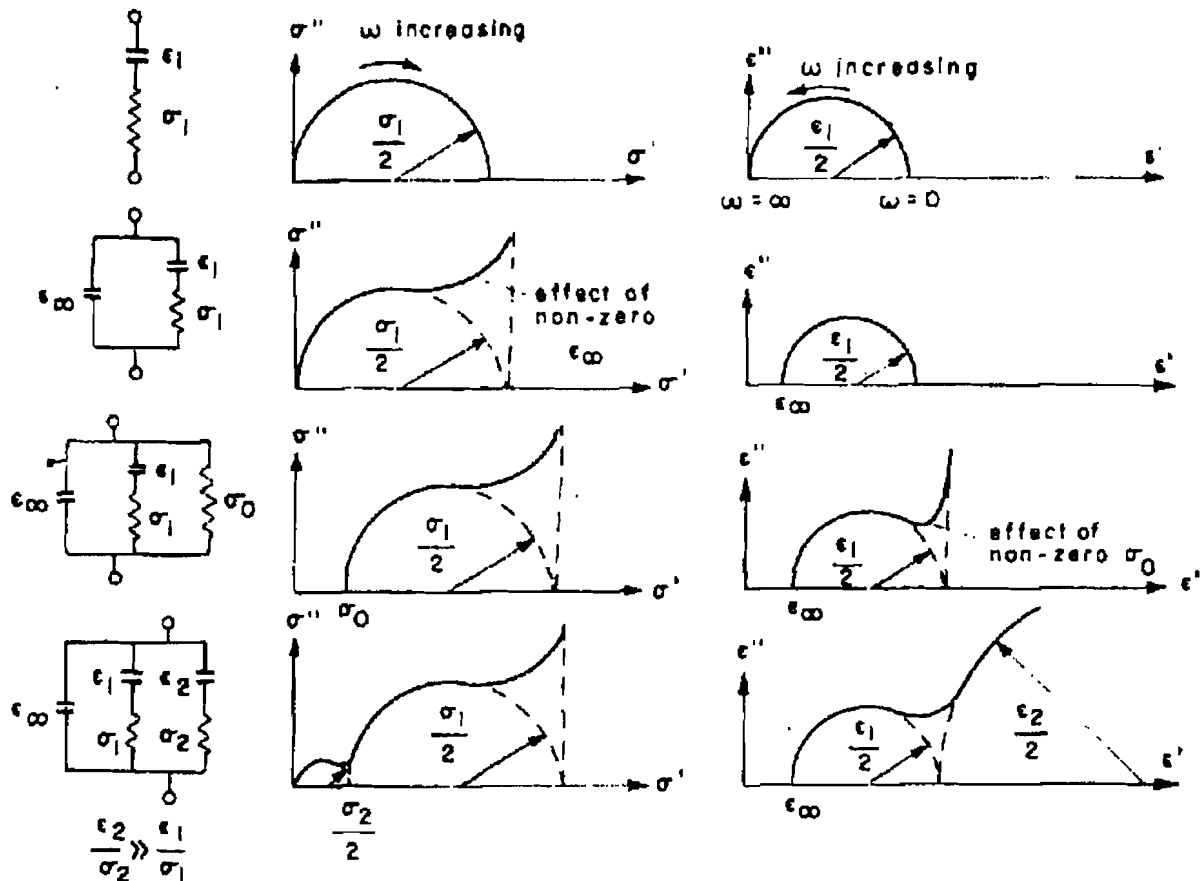 ε₁
σ₁
σ''
ω increasing
σ₁/2
σ'
ε''
ω increasing
ε₁/2
ε'
ω = ∞
ω = 0
ε∞
ε₁
σ₁
σ''
σ₁/2
effect of
non-zero
ε∞
σ'
ε''
ε₁/2
ε∞
ε'
ε∞
ε₁
σ₁
σ₀
σ''
σ₁/2
σ₀
σ'
ε''
ε₁/2
effect of
non-zero σ₀
ε∞
ε'
ε∞
ε₁
ε₂
σ₁
σ₂
ε₂/σ₂ ≫ ε₁/σ₁
σ''
σ₁/2
σ₂/2
σ'
ε''
ε₁/2
ε₂/2
ε∞
ε'